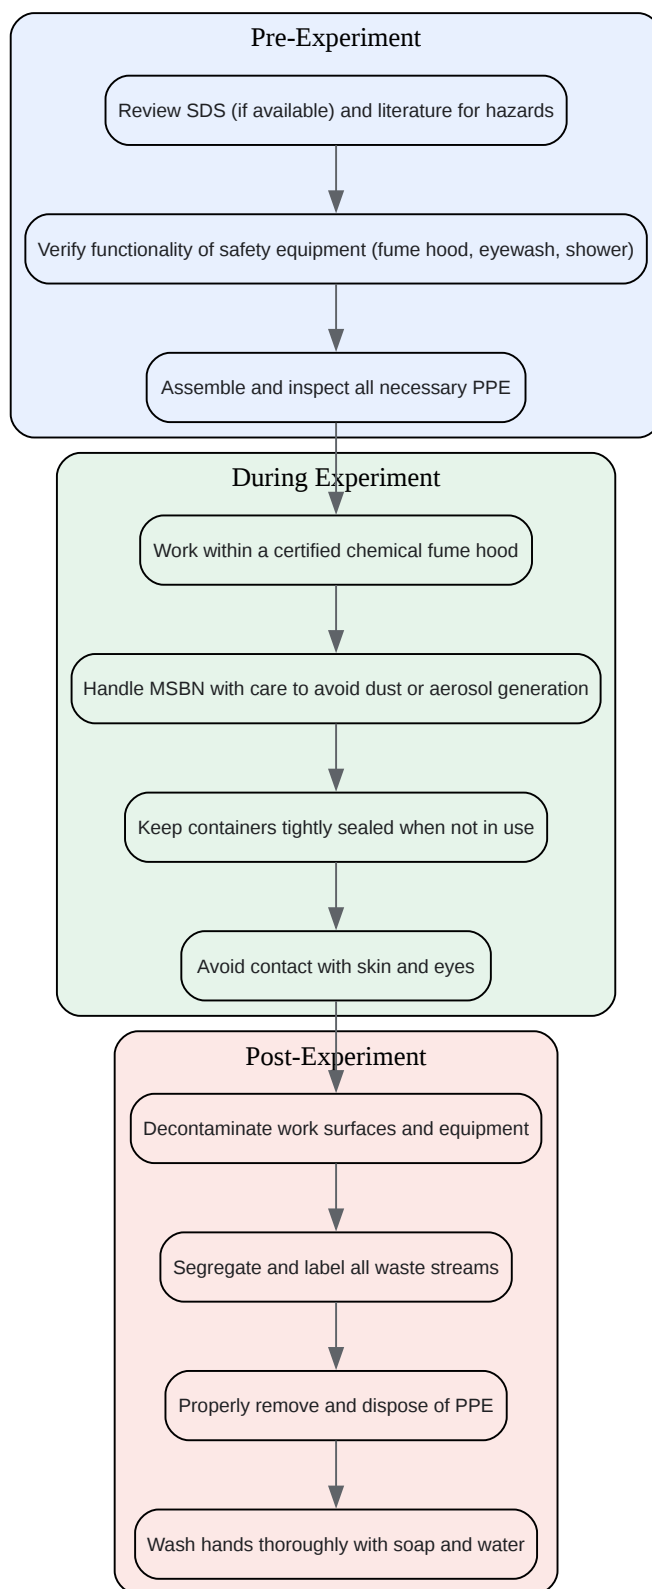 Pre-Experiment
Review SDS (if available) and literature for hazards
Verify functionality of safety equipment (fume hood, eyewash, shower)
Assemble and inspect all necessary PPE
During Experiment
Work within a certified chemical fume hood
Handle MSBN with care to avoid dust or aerosol generation
Keep containers tightly sealed when not in use
Avoid contact with skin and eyes
Post-Experiment
Decontaminate work surfaces and equipment
Segregate and label all waste streams
Properly remove and dispose of PPE
Wash hands thoroughly with soap and water